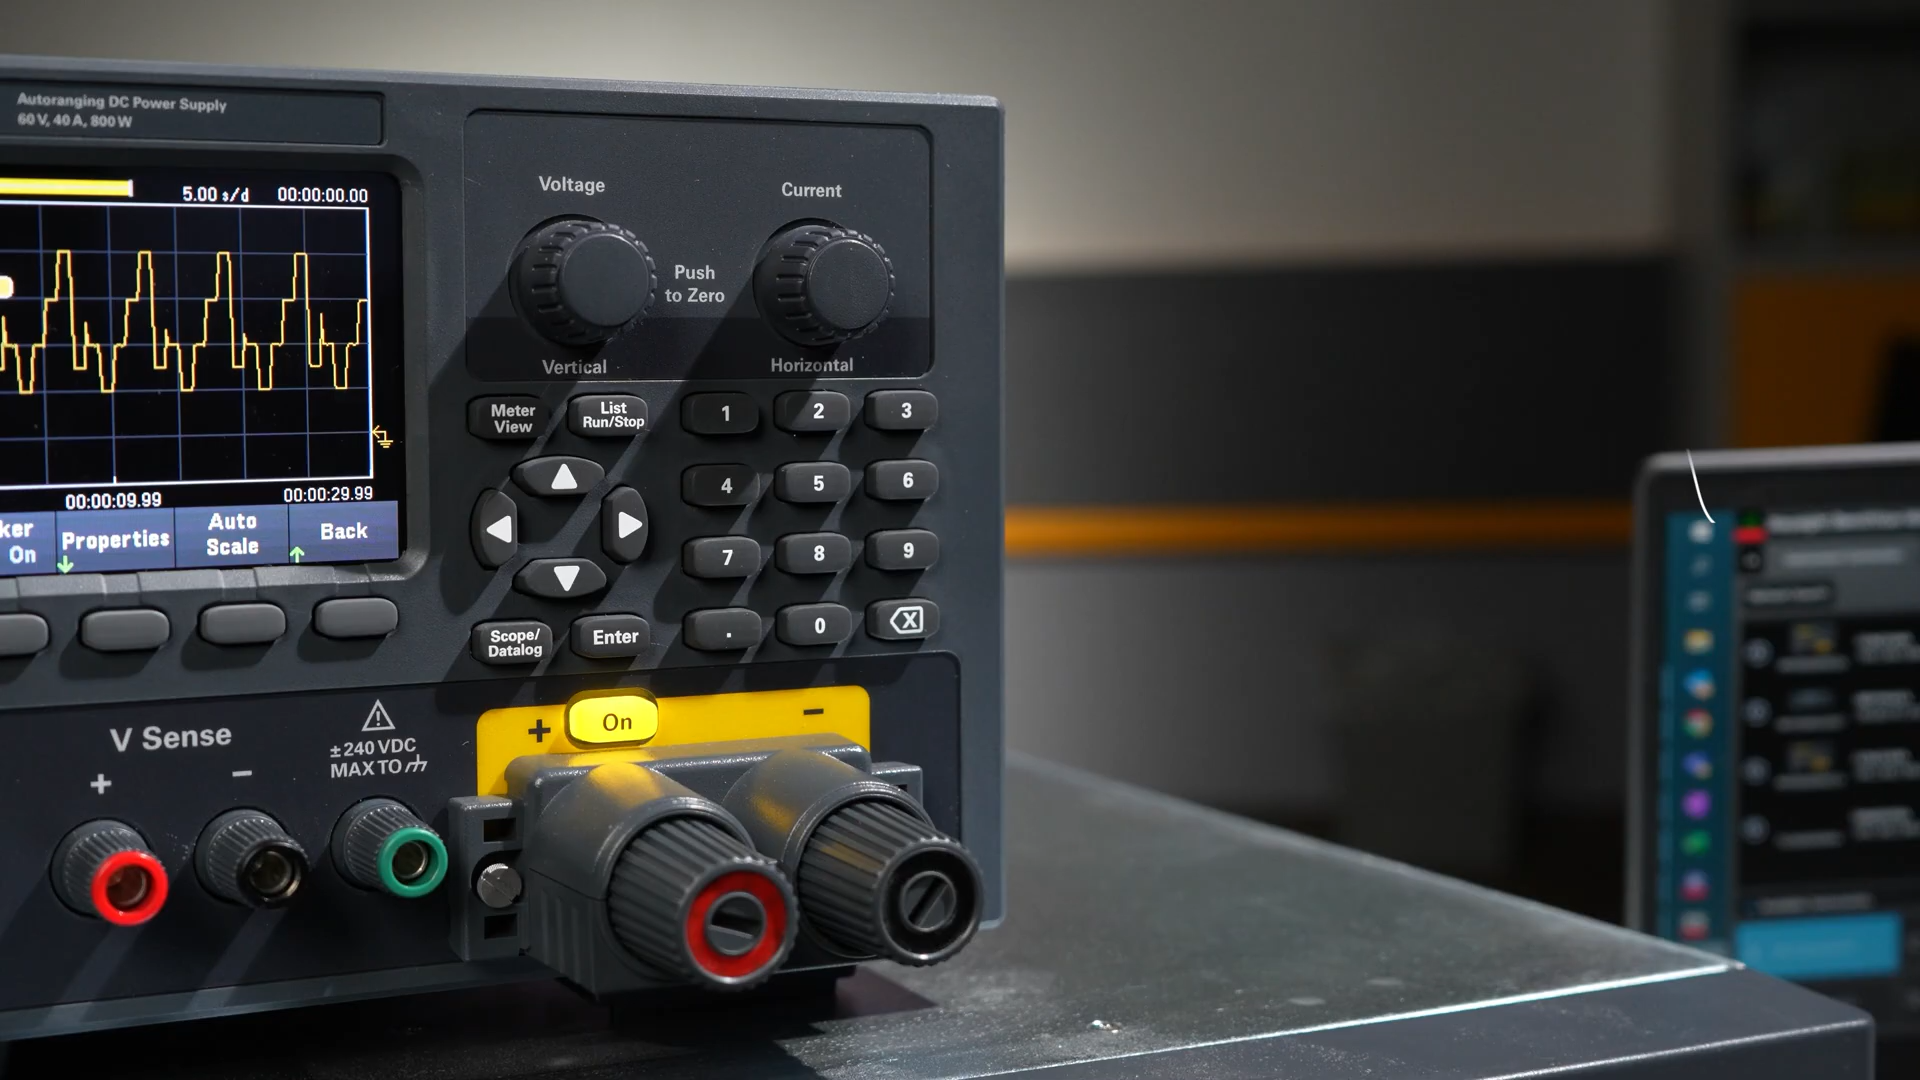 Autoranging DC Power Supply
60 V, 40 A, 800 W
5.00 s/d 00:00:00.00
00:00:09.99 00:00:29.99
On
Properties
Auto
Scale
Back
Voltage
Current
Push
to Zero
Vertical
Horizontal
Meter
View
List
Run/Stop
1 2 3
4 5 6
7 8 9
. 0
Scope/
Datalog
Enter
V Sense
+ −
± 240 VDC
MAX TO
+ On −